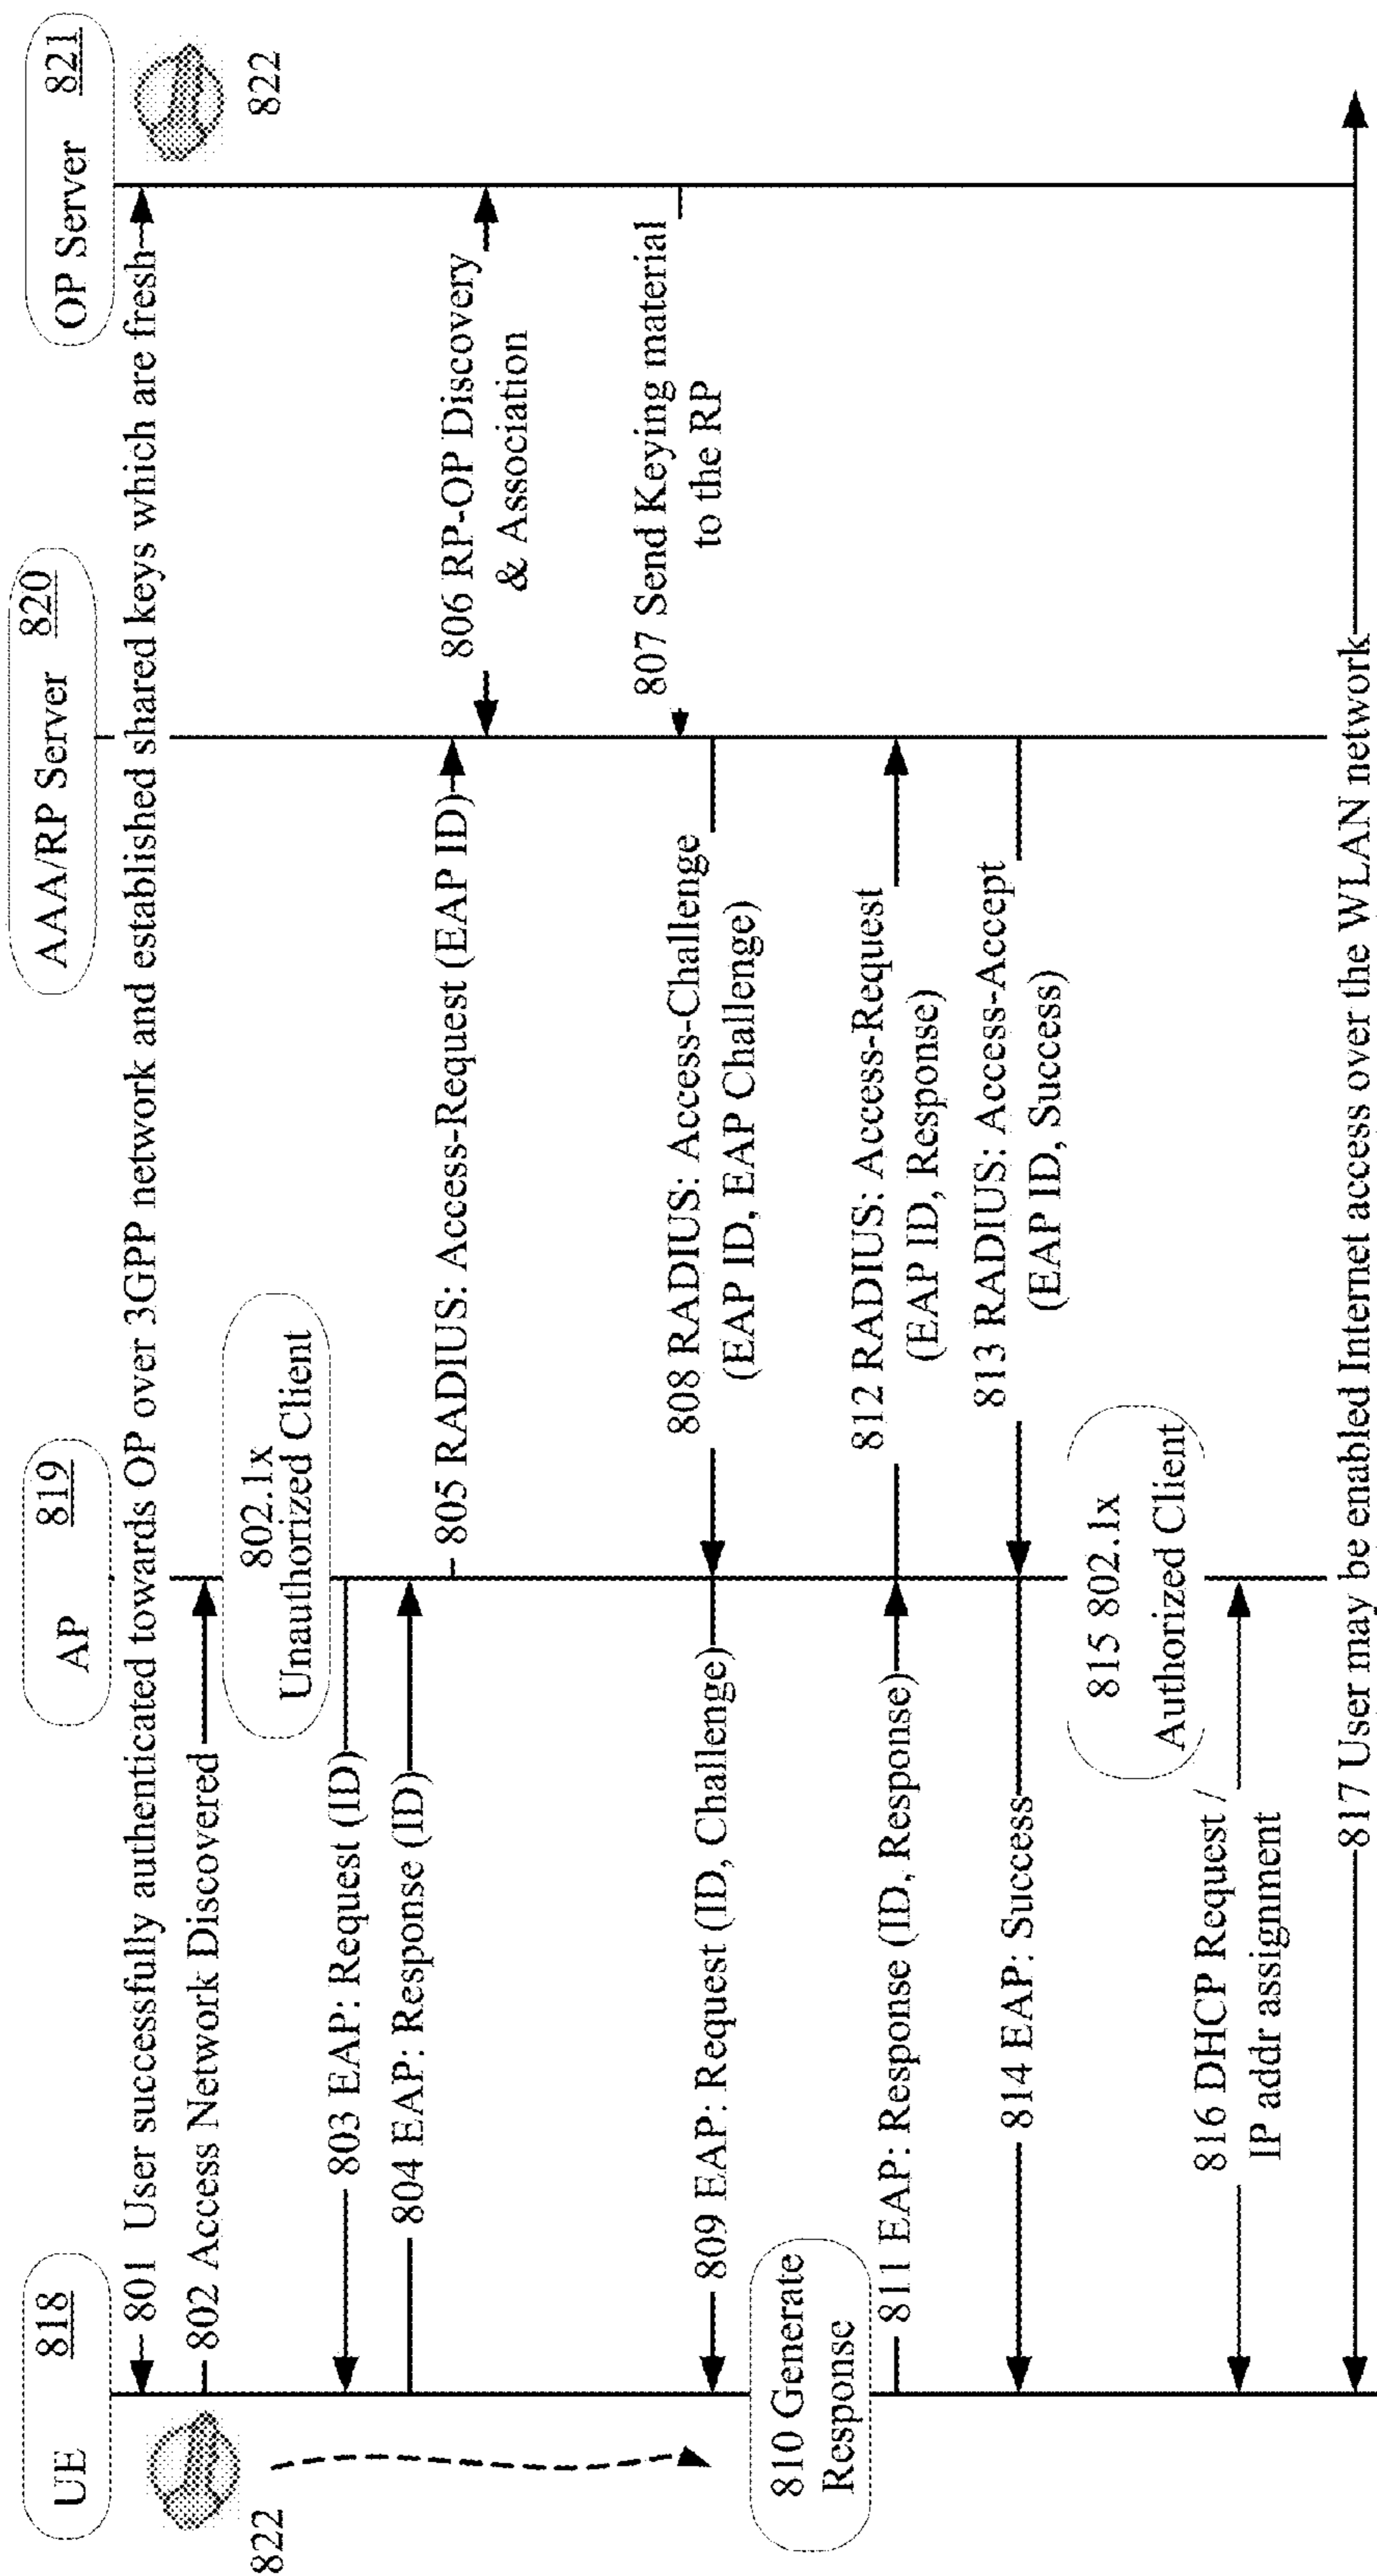 UE 818
AP 819
AAA/RP Server 820
OP Server 821
822
822
801 User successfully authenticated towards OP over 3GPP network and established shared keys which are fresh
802 Access Network Discovered
802.1x
Unauthorized Client
803 EAP: Request (ID)
804 EAP: Response (ID)
805 RADIUS: Access-Request (EAP ID)
806 RP-OP Discovery
& Association
807 Send Keying material
to the RP
808 RADIUS: Access-Challenge
(EAP ID, EAP Challenge)
809 EAP: Request (ID, Challenge)
810 Generate
Response
811 EAP: Response (ID, Response)
812 RADIUS: Access-Request
(EAP ID, Response)
813 RADIUS: Access-Accept
(EAP ID, Success)
814 EAP: Success
815 802.1x
Authorized Client
816 DHCP Request /
IP addr assignment
817 User may be enabled Internet access over the WLAN network